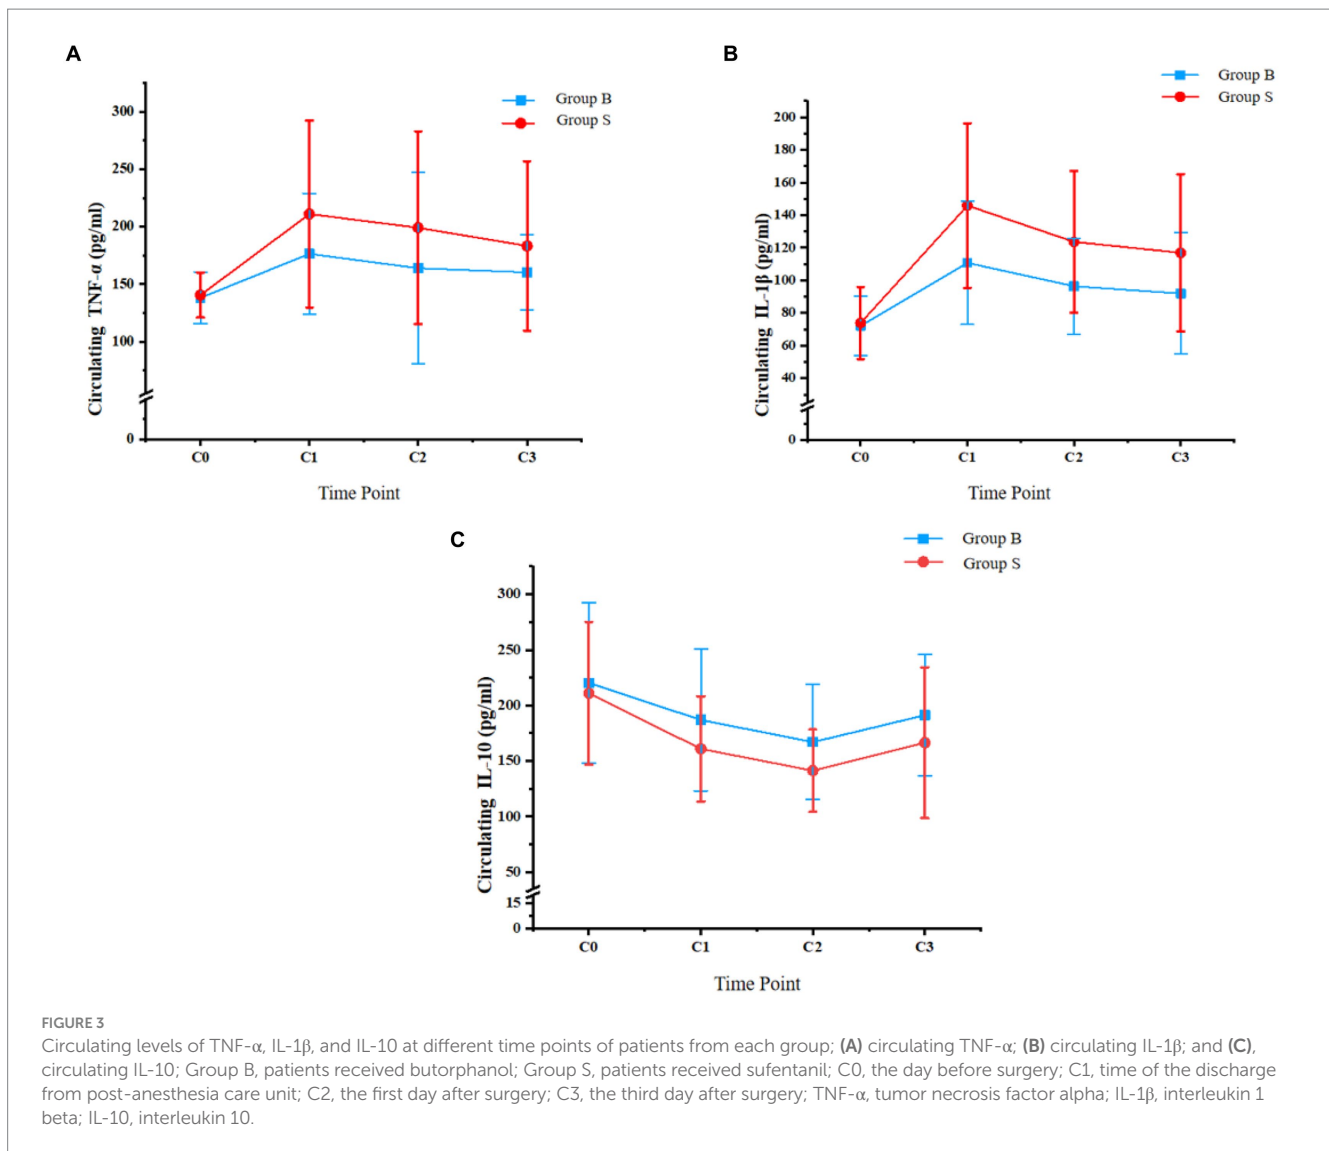 A
Group B
Group S
300
250
200
150
100
0
Circulating TNF-α (pg/ml)
C0 C1 C2 C3
Time Point
B
Group B
Group S
200
180
160
140
120
100
80
60
40
0
Circulating IL-1β (pg/ml)
C0 C1 C2 C3
Time Point
C
Group B
Group S
300
250
200
150
100
50
15
0
Circulating IL-10 (pg/ml)
C0 C1 C2 C3
Time Point
FIGURE 3
Circulating levels of TNF-α, IL-1β, and IL-10 at different time points of patients from each group; (A) circulating TNF-α; (B) circulating IL-1β; and (C),
circulating IL-10; Group B, patients received butorphanol; Group S, patients received sufentanil; C0, the day before surgery; C1, time of the discharge
from post-anesthesia care unit; C2, the first day after surgery; C3, the third day after surgery; TNF-α, tumor necrosis factor alpha; IL-1β, interleukin 1
beta; IL-10, interleukin 10.